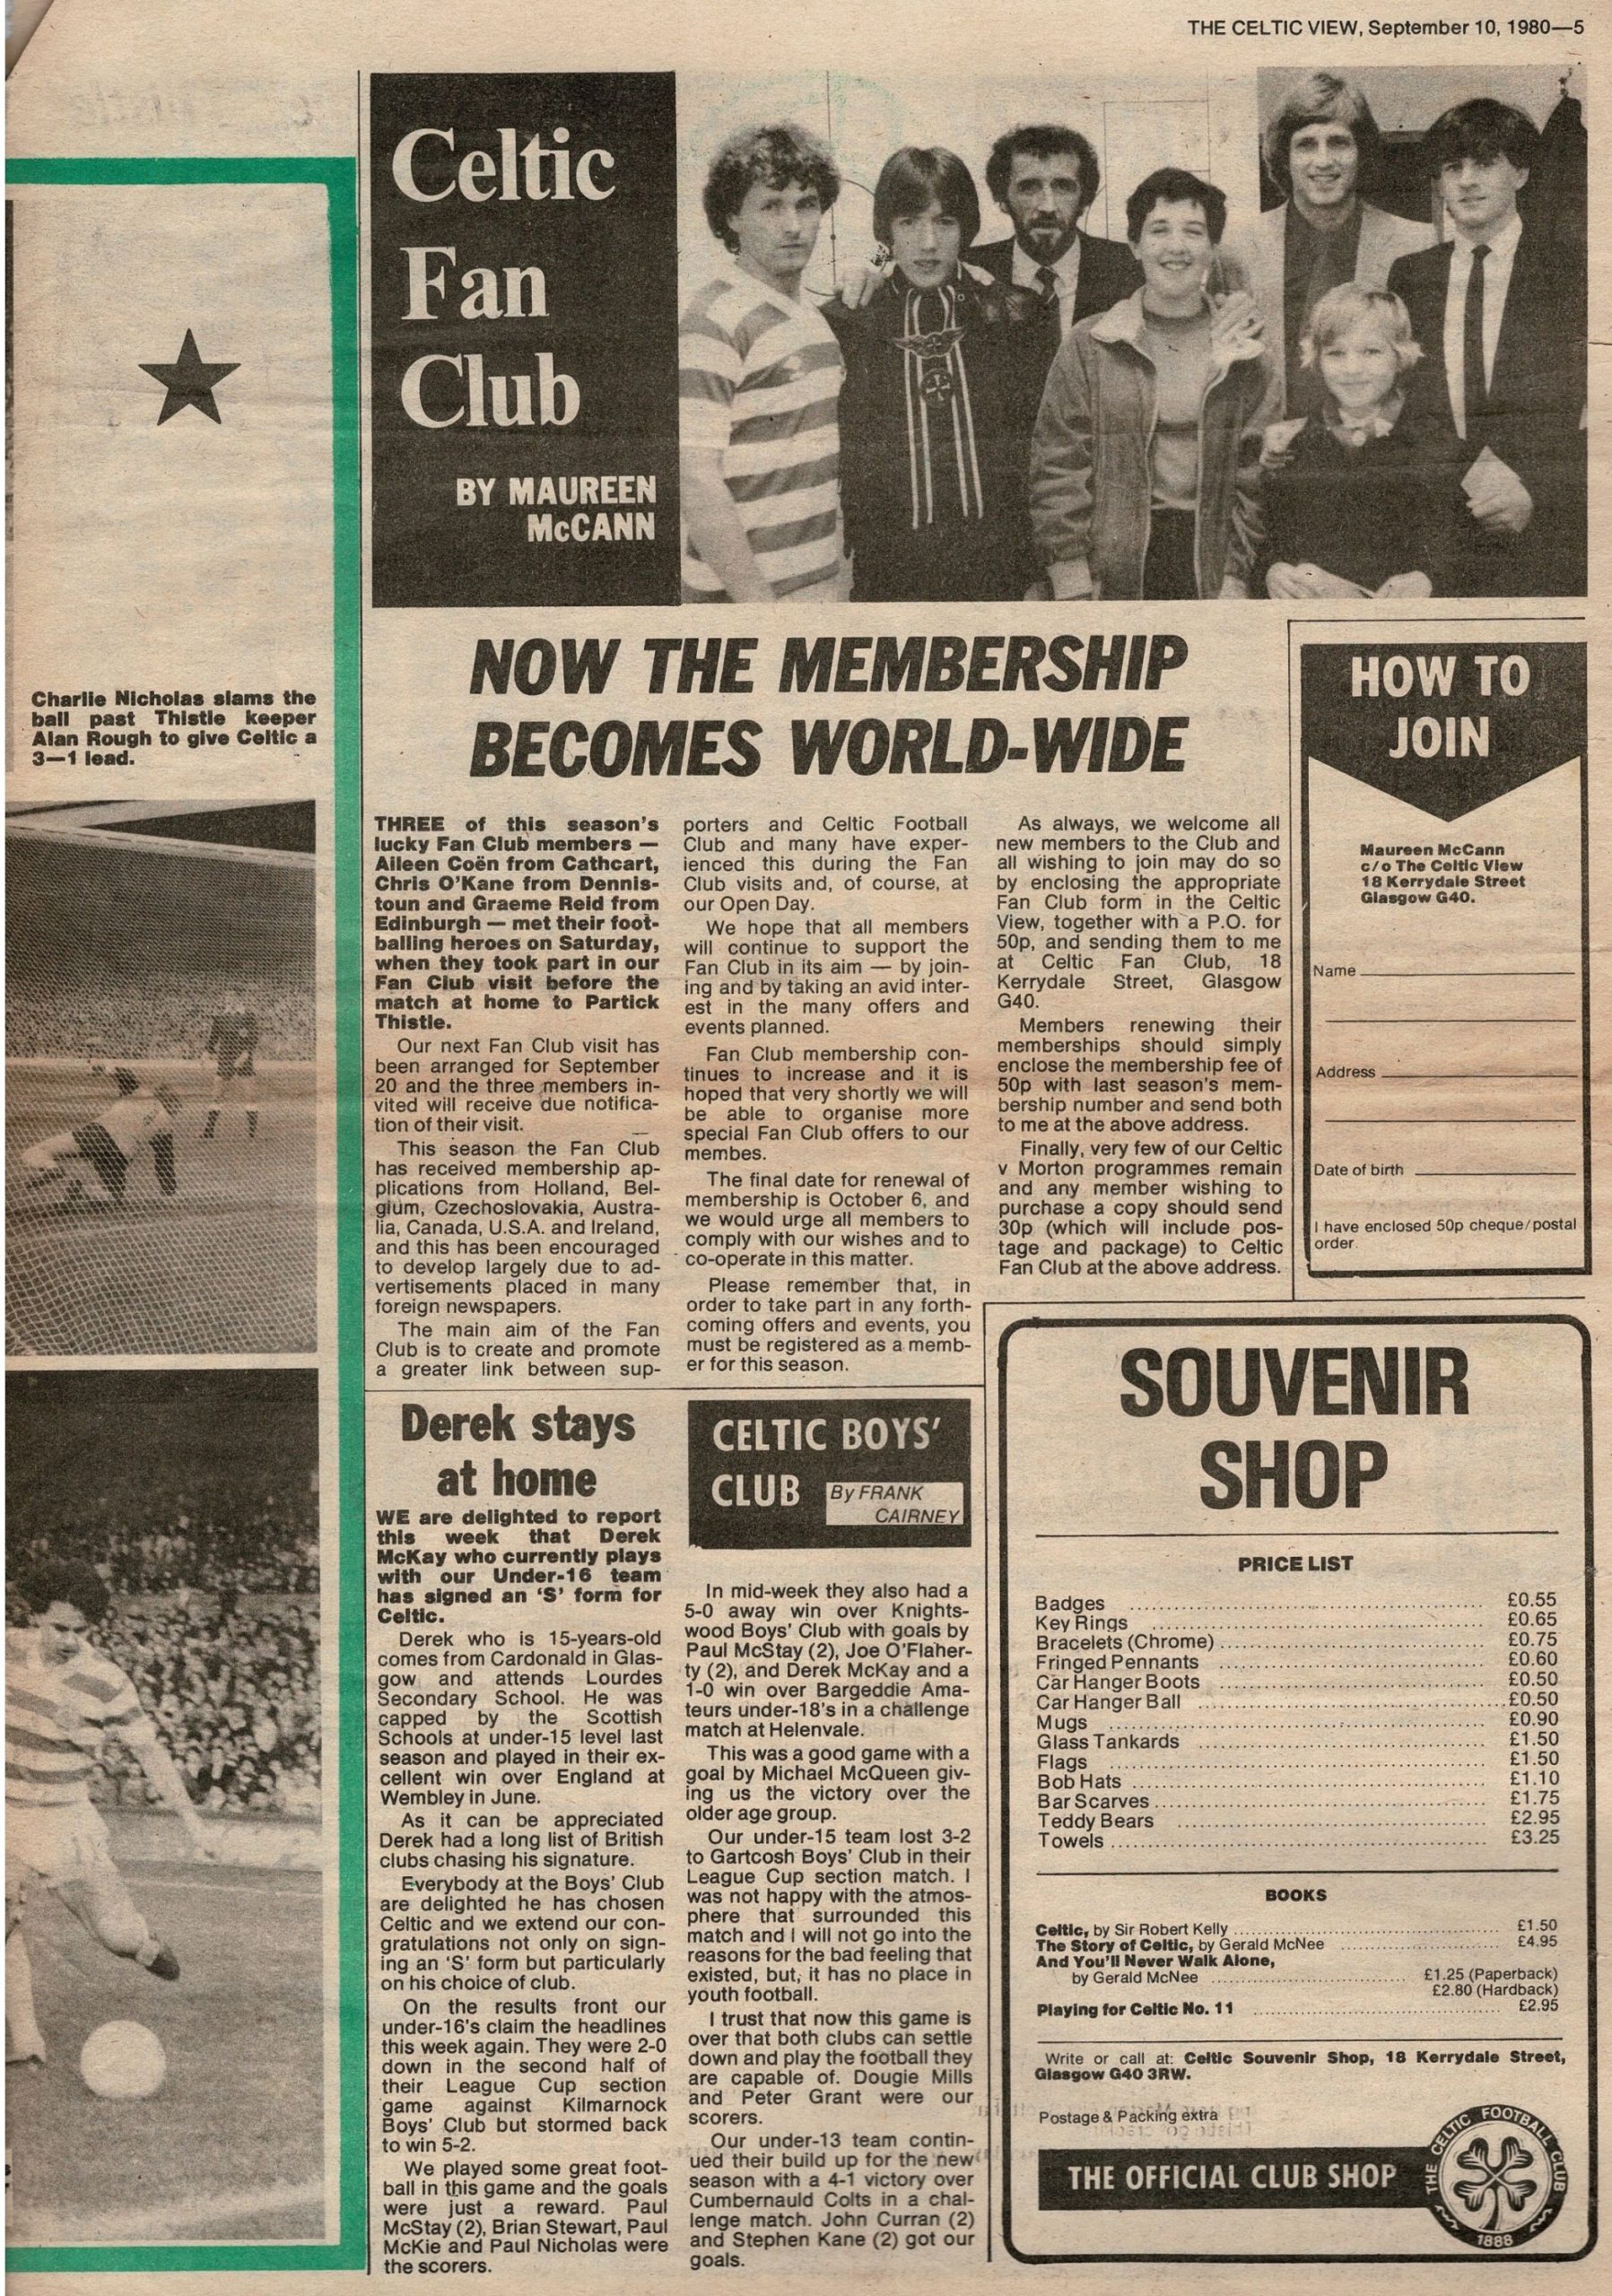 THE CELTIC VIEW, September 10, 1980—5
Charlie Nicholas slams the
ball past Thistle keeper
Alan Rough to give Celtic a
3—1 lead.
Celtic
Fan
Club
BY MAUREEN
McCANN
NOW THE MEMBERSHIP
BECOMES WORLD-WIDE
THREE of this season's
lucky Fan Club members —
Aileen Coën from Cathcart,
Chris O'Kane from Dennis-
toun and Graeme Reid from
Edinburgh — met their foot-
balling heroes on Saturday,
when they took part in our
Fan Club visit before the
match at home to Partick
Thistle.
Our next Fan Club visit has
been arranged for September
20 and the three members in-
vited will receive due notifica-
tion of their visit.
This season the Fan Club
has received membership ap-
plications from Holland, Bel-
gium, Czechoslovakia, Austra-
lia, Canada, U.S.A. and Ireland,
and this has been encouraged
to develop largely due to ad-
vertisements placed in many
foreign newspapers.
The main aim of the Fan
Club is to create and promote
a greater link between sup-
porters and Celtic Football
Club and many have exper-
ienced this during the Fan
Club visits and, of course, at
our Open Day.
We hope that all members
will continue to support the
Fan Club in its aim — by join-
ing and by taking an avid inter-
est in the many offers and
events planned.
Fan Club membership con-
tinues to increase and it is
hoped that very shortly we will
be able to organise more
special Fan Club offers to our
membes.
The final date for renewal of
membership is October 6, and
we would urge all members to
comply with our wishes and to
co-operate in this matter.
Please remember that, in
order to take part in any forth-
coming offers and events, you
must be registered as a memb-
er for this season.
As always, we welcome all
new members to the Club and
all wishing to join may do so
by enclosing the appropriate
Fan Club form in the Celtic
View, together with a P.O. for
50p, and sending them to me
at Celtic Fan Club, 18
Kerrydale Street, Glasgow
G40.
Members renewing their
memberships should simply
enclose the membership fee of
50p with last season's mem-
bership number and send both
to me at the above address.
Finally, very few of our Celtic
v Morton programmes remain
and any member wishing to
purchase a copy should send
30p (which will include pos-
tage and package) to Celtic
Fan Club at the above address.
HOW TO
JOIN
Maureen McCann
c/o The Celtic View
18 Kerrydale Street
Glasgow G40.
Name
Address
Date of birth
I have enclosed 50p cheque/postal
order.
Derek stays
at home
WE are delighted to report
this week that Derek
McKay who currently plays
with our Under-16 team
has signed an 'S' form for
Celtic.
Derek who is 15-years-old
comes from Cardonald in Glas-
gow and attends Lourdes
Secondary School. He was
capped by the Scottish
Schools at under-15 level last
season and played in their ex-
cellent win over England at
Wembley in June.
As it can be appreciated
Derek had a long list of British
clubs chasing his signature.
Everybody at the Boys' Club
are delighted he has chosen
Celtic and we extend our con-
gratulations not only on sign-
ing an 'S' form but particularly
on his choice of club.
On the results front our
under-16's claim the headlines
this week again. They were 2-0
down in the second half of
their League Cup section
game against Kilmarnock
Boys' Club but stormed back
to win 5-2.
We played some great foot-
ball in this game and the goals
were just a reward. Paul
McStay (2), Brian Stewart, Paul
McKie and Paul Nicholas were
the scorers.
CELTIC BOYS'
CLUB By FRANK
CAIRNEY
In mid-week they also had a
5-0 away win over Knights-
wood Boys' Club with goals by
Paul McStay (2), Joe O'Flaher-
ty (2), and Derek McKay and a
1-0 win over Bargeddie Ama-
teurs under-18's in a challenge
match at Helenvale.
This was a good game with a
goal by Michael McQueen giv-
ing us the victory over the
older age group.
Our under-15 team lost 3-2
to Gartcosh Boys' Club in their
League Cup section match. I
was not happy with the atmos-
phere that surrounded this
match and I will not go into the
reasons for the bad feeling that
existed, but, it has no place in
youth football.
I trust that now this game is
over that both clubs can settle
down and play the football they
are capable of. Dougie Mills
and Peter Grant were our
scorers.
Our under-13 team contin-
ued their build up for the new
season with a 4-1 victory over
Cumbernauld Colts in a chal-
lenge match. John Curran (2)
and Stephen Kane (2) got our
goals.
SOUVENIR
SHOP
PRICE LIST
Badges £0.55
Key Rings £0.65
Bracelets (Chrome) £0.75
Fringed Pennants £0.60
Car Hanger Boots £0.50
Car Hanger Ball £0.50
Mugs £0.90
Glass Tankards £1.50
Flags £1.50
Bob Hats £1.10
Bar Scarves £1.75
Teddy Bears £2.95
Towels £3.25
BOOKS
Celtic, by Sir Robert Kelly £1.50
The Story of Celtic, by Gerald McNee £4.95
And You'll Never Walk Alone,
by Gerald McNee £1.25 (Paperback)
£2.80 (Hardback)
Playing for Celtic No. 11 £2.95
Write or call at: Celtic Souvenir Shop, 18 Kerrydale Street,
Glasgow G40 3RW.
Postage & Packing extra
THE OFFICIAL CLUB SHOP
THE CELTIC FOOTBALL CLUB
1888